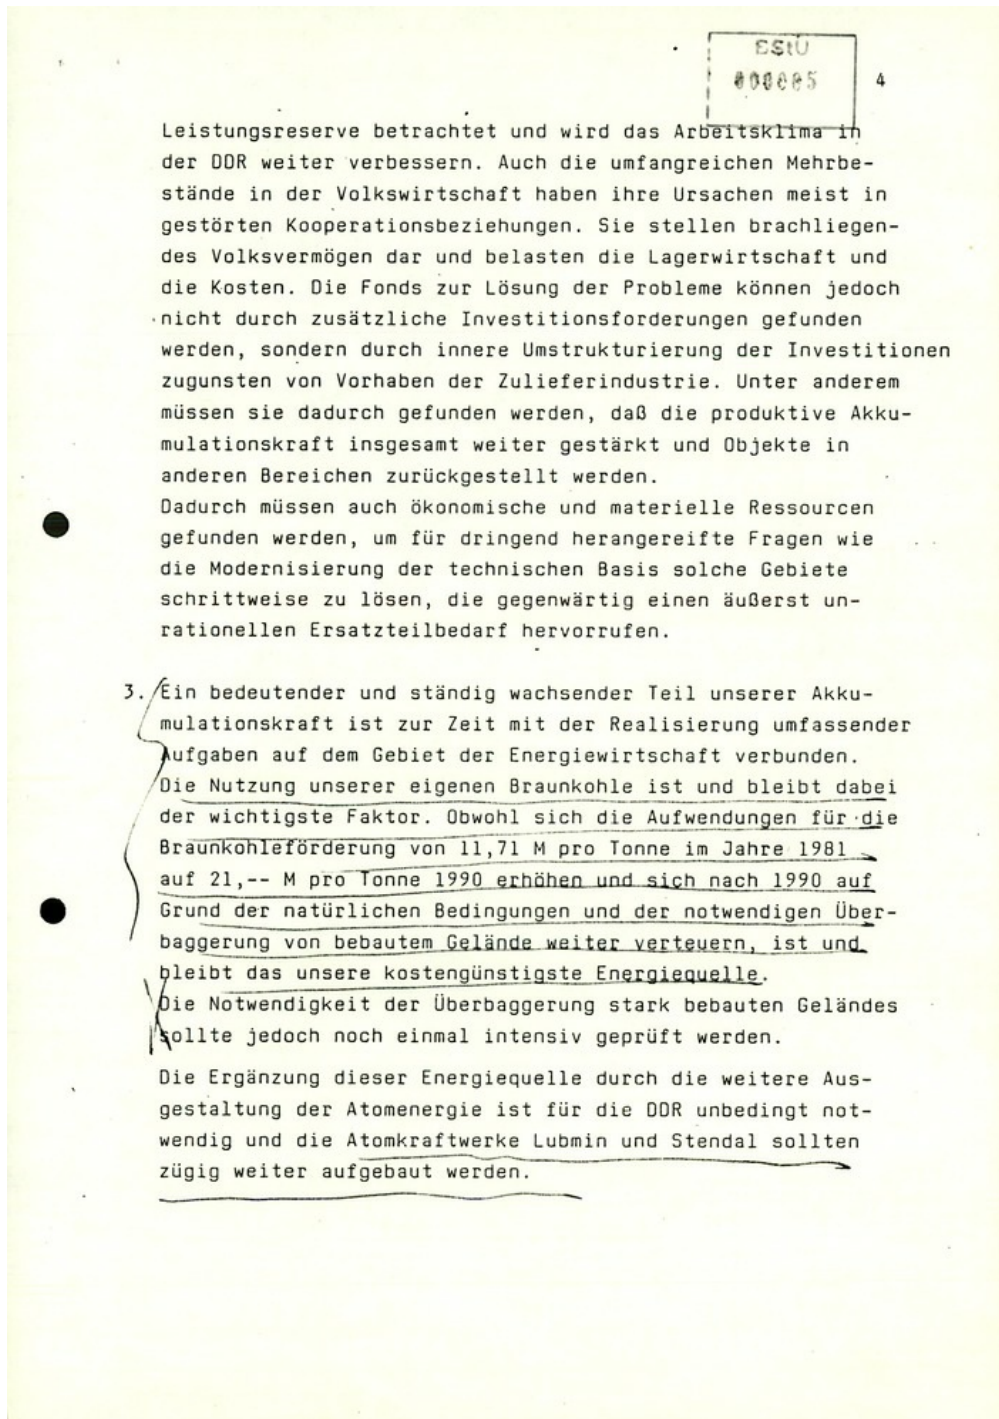 BStU
000085
4
Leistungsreserve betrachtet und wird das Arbeitsklima in
der DDR weiter verbessern. Auch die umfangreichen Mehrbe-
stände in der Volkswirtschaft haben ihre Ursachen meist in
gestörten Kooperationsbeziehungen. Sie stellen brachliegen-
des Volksvermögen dar und belasten die Lagerwirtschaft und
die Kosten. Die Fonds zur Lösung der Probleme können jedoch
nicht durch zusätzliche Investitionsforderungen gefunden
werden, sondern durch innere Umstrukturierung der Investitionen
zugunsten von Vorhaben der Zulieferindustrie. Unter anderem
müssen sie dadurch gefunden werden, daß die produktive Akku-
mulationskraft insgesamt weiter gestärkt und Objekte in
anderen Bereichen zurückgestellt werden.
Dadurch müssen auch ökonomische und materielle Ressourcen
gefunden werden, um für dringend herangereifte Fragen wie
die Modernisierung der technischen Basis solche Gebiete
schrittweise zu lösen, die gegenwärtig einen äußerst un-
rationellen Ersatzteilbedarf hervorrufen.
3. Ein bedeutender und ständig wachsender Teil unserer Akku-
mulationskraft ist zur Zeit mit der Realisierung umfassender
Aufgaben auf dem Gebiet der Energiewirtschaft verbunden.
Die Nutzung unserer eigenen Braunkohle ist und bleibt dabei
der wichtigste Faktor. Obwohl sich die Aufwendungen für die
Braunkohleförderung von 11,71 M pro Tonne im Jahre 1981
auf 21,-- M pro Tonne 1990 erhöhen und sich nach 1990 auf
Grund der natürlichen Bedingungen und der notwendigen Über-
baggerung von bebautem Gelände weiter verteuern, ist und
bleibt das unsere kostengünstigste Energiequelle.
Die Notwendigkeit der Überbaggerung stark bebauten Geländes
sollte jedoch noch einmal intensiv geprüft werden.
Die Ergänzung dieser Energiequelle durch die weitere Aus-
gestaltung der Atomenergie ist für die DDR unbedingt not-
wendig und die Atomkraftwerke Lubmin und Stendal sollten
zügig weiter aufgebaut werden.